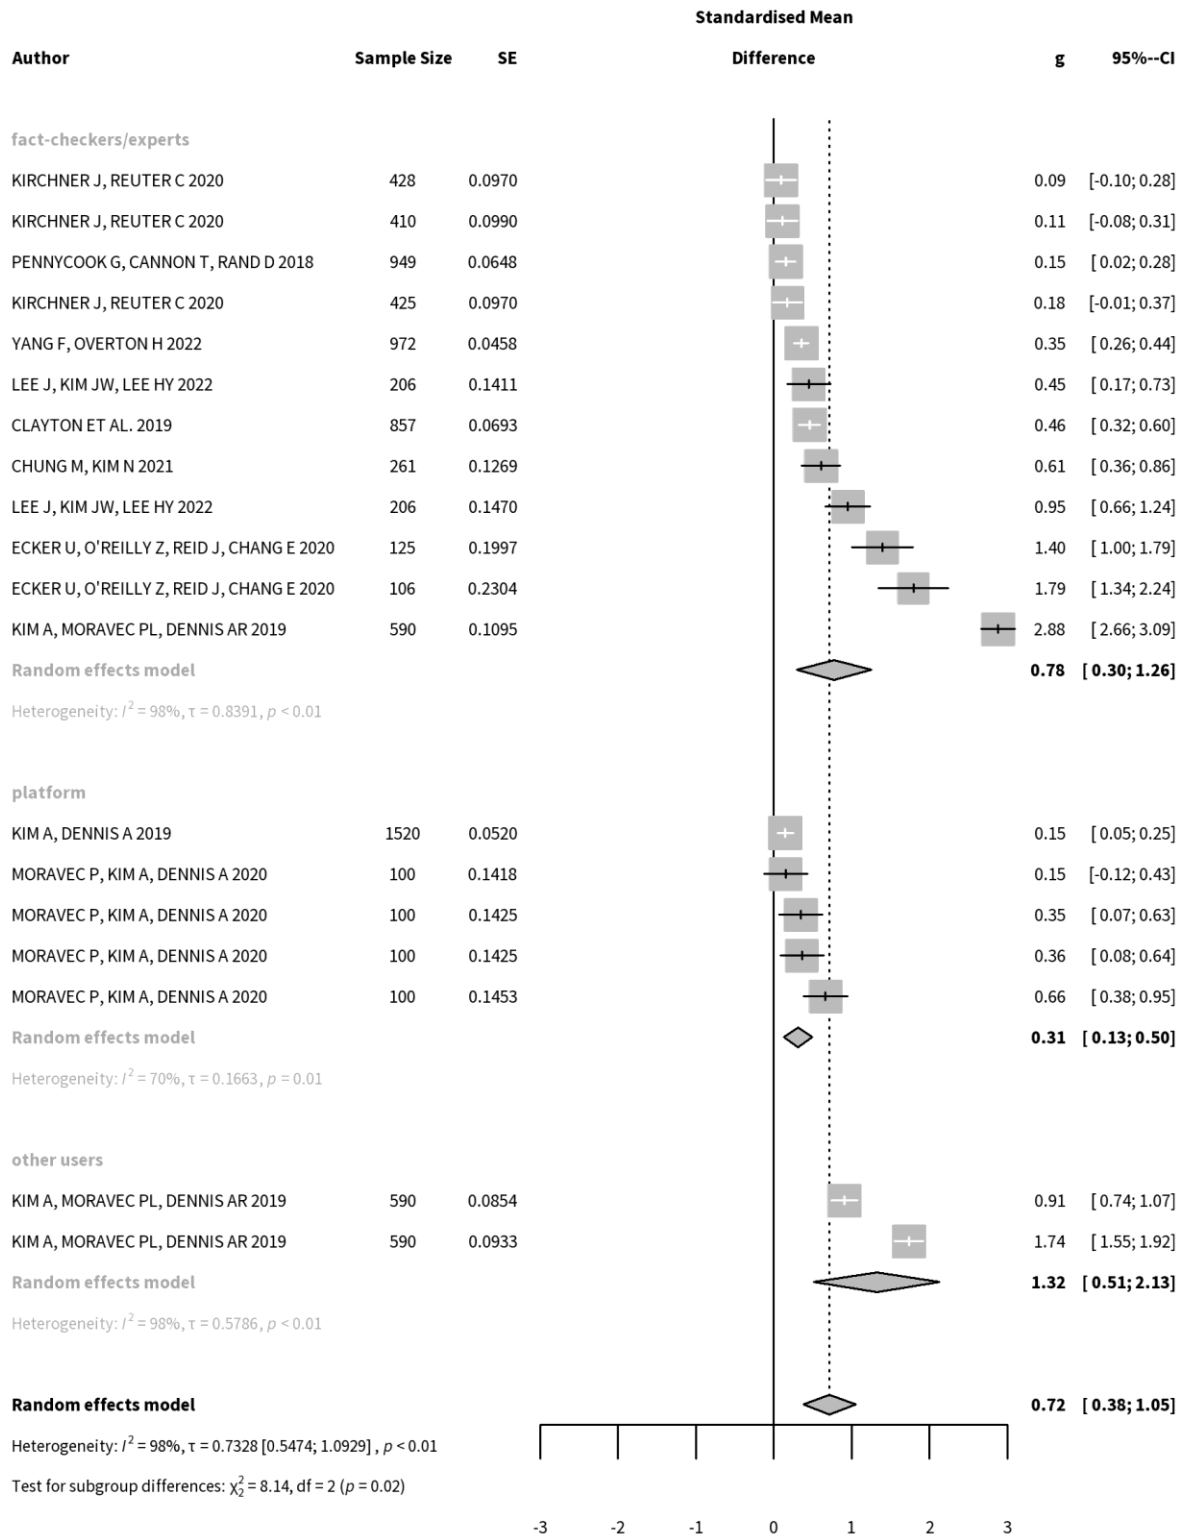 Standardised Mean
Author Sample Size SE Difference g 95%--CI
fact-checkers/experts
KIRCHNER J, REUTER C 2020 428 0.0970 0.09 [-0.10; 0.28]
KIRCHNER J, REUTER C 2020 410 0.0990 0.11 [-0.08; 0.31]
PENNYCOOK G, CANNON T, RAND D 2018 949 0.0648 0.15 [ 0.02; 0.28]
KIRCHNER J, REUTER C 2020 425 0.0970 0.18 [-0.01; 0.37]
YANG F, OVERTON H 2022 972 0.0458 0.35 [ 0.26; 0.44]
LEE J, KIM JW, LEE HY 2022 206 0.1411 0.45 [ 0.17; 0.73]
CLAYTON ET AL. 2019 857 0.0693 0.46 [ 0.32; 0.60]
CHUNG M, KIM N 2021 261 0.1269 0.61 [ 0.36; 0.86]
LEE J, KIM JW, LEE HY 2022 206 0.1470 0.95 [ 0.66; 1.24]
ECKER U, O'REILLY Z, REID J, CHANG E 2020 125 0.1997 1.40 [ 1.00; 1.79]
ECKER U, O'REILLY Z, REID J, CHANG E 2020 106 0.2304 1.79 [ 1.34; 2.24]
KIM A, MORAVEC PL, DENNIS AR 2019 590 0.1095 2.88 [ 2.66; 3.09]
Random effects model 0.78 [ 0.30; 1.26]
Heterogeneity: I² = 98%, τ = 0.8391, p < 0.01
platform
KIM A, DENNIS A 2019 1520 0.0520 0.15 [ 0.05; 0.25]
MORAVEC P, KIM A, DENNIS A 2020 100 0.1418 0.15 [-0.12; 0.43]
MORAVEC P, KIM A, DENNIS A 2020 100 0.1425 0.35 [ 0.07; 0.63]
MORAVEC P, KIM A, DENNIS A 2020 100 0.1425 0.36 [ 0.08; 0.64]
MORAVEC P, KIM A, DENNIS A 2020 100 0.1453 0.66 [ 0.38; 0.95]
Random effects model 0.31 [ 0.13; 0.50]
Heterogeneity: I² = 70%, τ = 0.1663, p = 0.01
other users
KIM A, MORAVEC PL, DENNIS AR 2019 590 0.0854 0.91 [ 0.74; 1.07]
KIM A, MORAVEC PL, DENNIS AR 2019 590 0.0933 1.74 [ 1.55; 1.92]
Random effects model 1.32 [ 0.51; 2.13]
Heterogeneity: I² = 98%, τ = 0.5786, p < 0.01
Random effects model 0.72 [ 0.38; 1.05]
Heterogeneity: I² = 98%, τ = 0.7328 [0.5474; 1.0929] , p < 0.01
Test for subgroup differences: χ²₂ = 8.14, df = 2 (p = 0.02)
-3 -2 -1 0 1 2 3